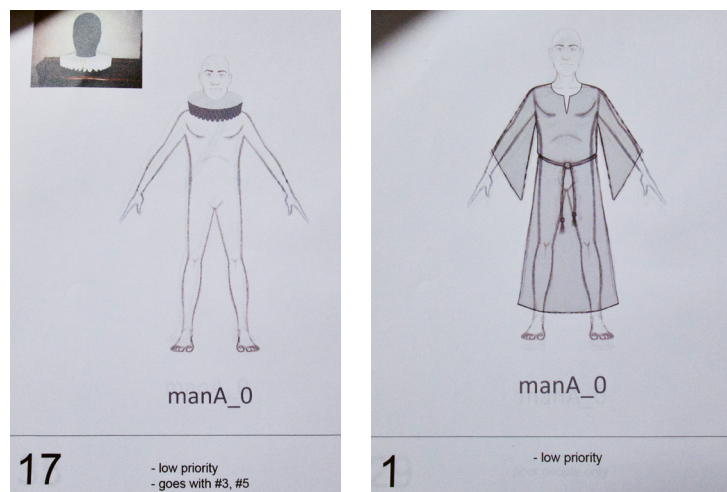 manA_0
17
- low priority
- goes with #3, #5
manA_0
1
- low priority